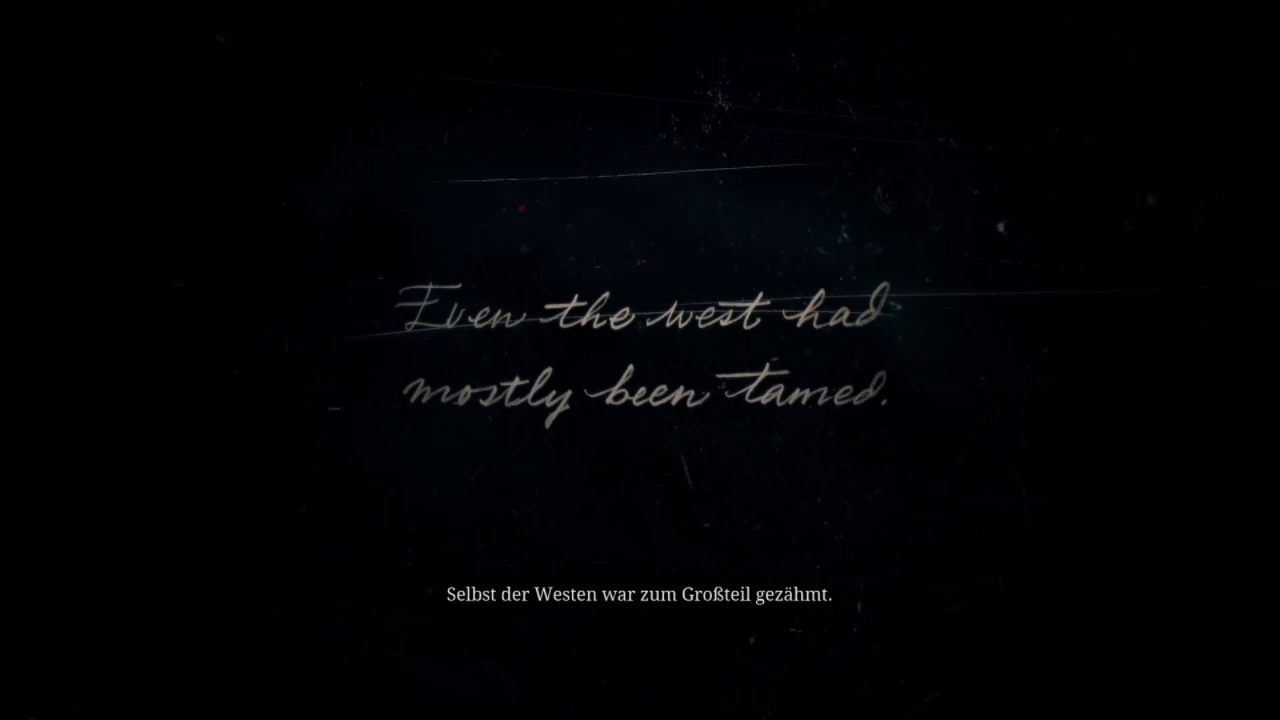 Even the west had
mostly been tamed.
Selbst der Westen war zum Großteil gezähmt.